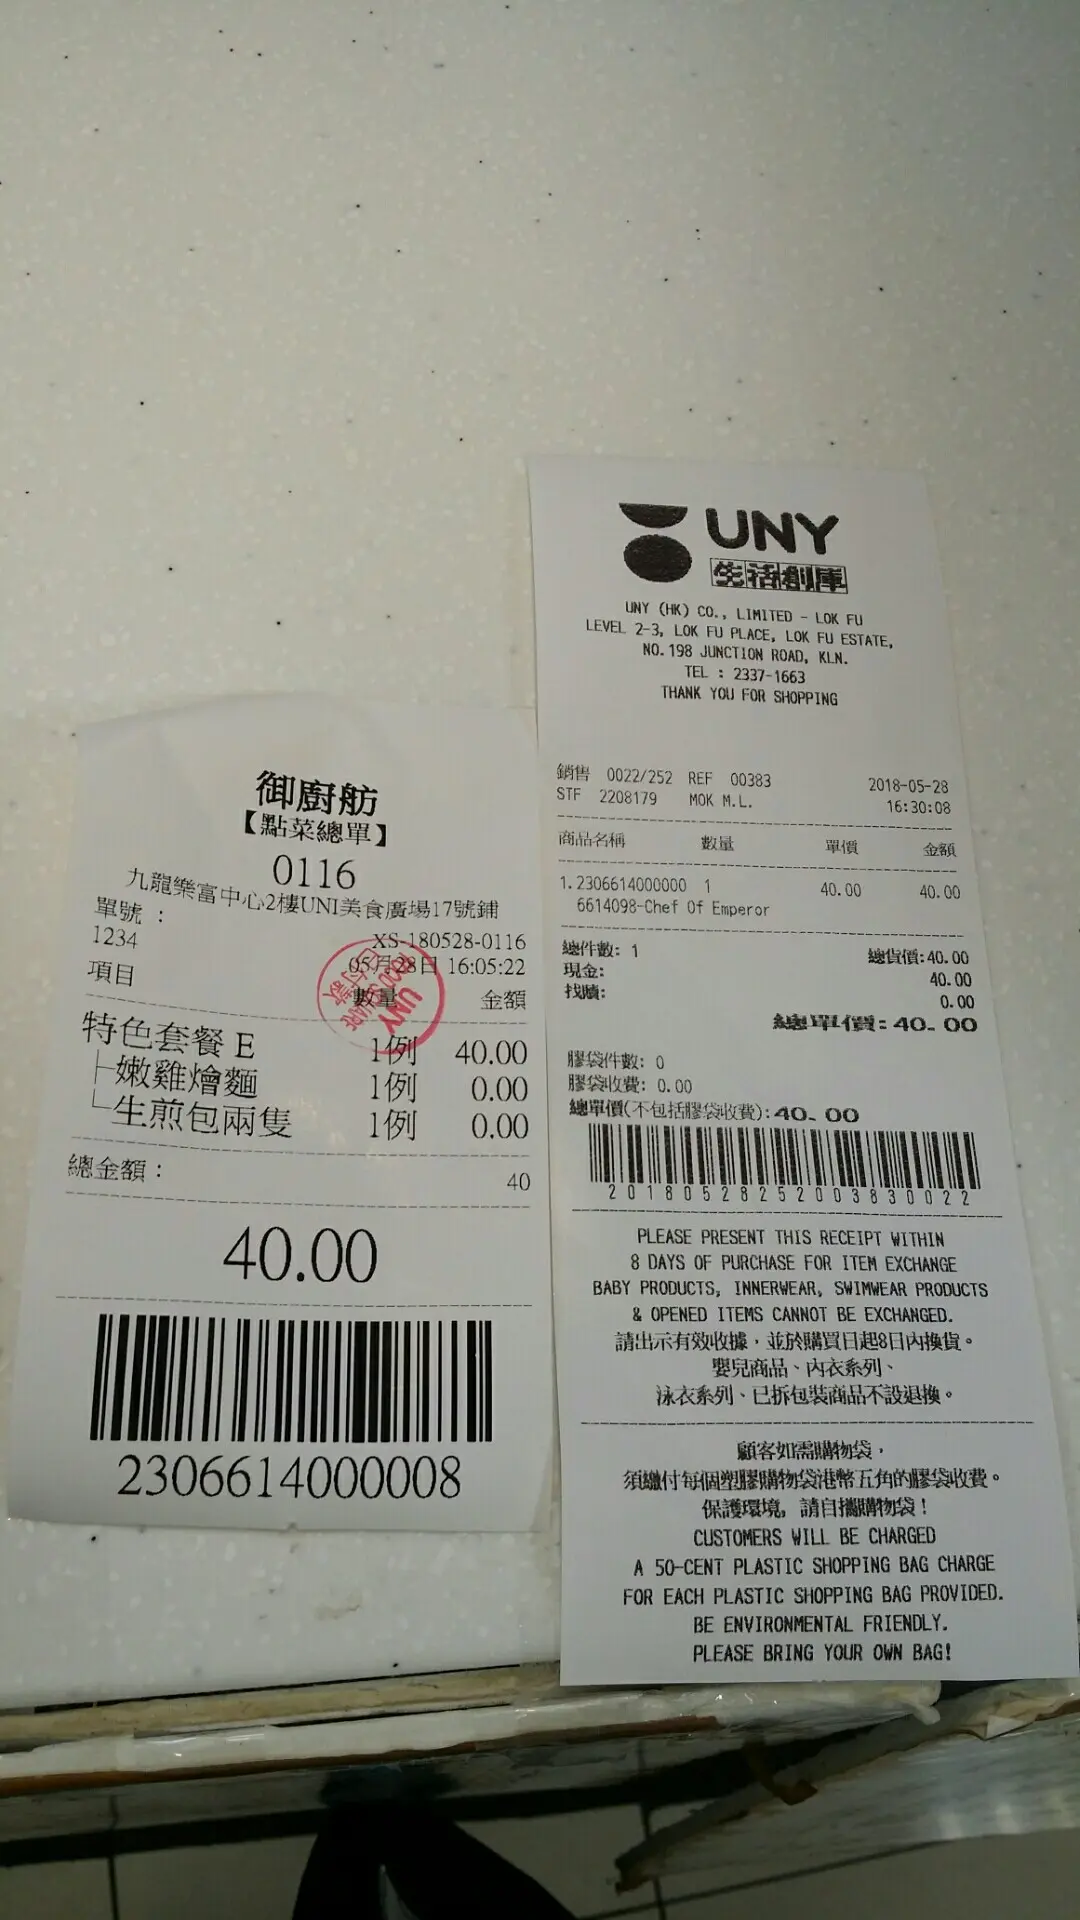 御廚舫
【點菜總單】
0116
九龍樂富中心2樓UNI美食廣場17號鋪
單號：
1234 XS-180528-0116
05月28日 16:05:22
項目 數量 金額
特色套餐 E 1例 40.00
├嫩雞燴麵 1例 0.00
└生煎包兩隻 1例 0.00
總金額： 40
40.00
2306614000008
UNY
FOOD SQUARE
已付款
UNY
生活創庫
UNY (HK) CO., LIMITED - LOK FU
LEVEL 2-3, LOK FU PLACE, LOK FU ESTATE,
NO.198 JUNCTION ROAD, KLN.
TEL : 2337-1663
THANK YOU FOR SHOPPING
銷售 0022/252 REF 00383 2018-05-28
STF 2208179 MOK M.L. 16:30:08
商品名稱 數量 單價 金額
1.2306614000000 1 40.00 40.00
6614098-Chef Of Emperor
總件數: 1 總貨價:40.00
現金: 40.00
找贖: 0.00
總單價:40.00
膠袋件數: 0
膠袋收費: 0.00
總單價(不包括膠袋收費):40.00
20180528252003830022
PLEASE PRESENT THIS RECEIPT WITHIN
8 DAYS OF PURCHASE FOR ITEM EXCHANGE
BABY PRODUCTS, INNERWEAR, SWIMWEAR PRODUCTS
& OPENED ITEMS CANNOT BE EXCHANGED.
請出示有效收據，並於購買日起8日內換貨。
嬰兒商品、內衣系列、
泳衣系列、已拆包裝商品不設退換。
顧客如需購物袋，
須繳付每個塑膠購物袋港幣五角的膠袋收費。
保護環境, 請自攜購物袋！
CUSTOMERS WILL BE CHARGED
A 50-CENT PLASTIC SHOPPING BAG CHARGE
FOR EACH PLASTIC SHOPPING BAG PROVIDED.
BE ENVIRONMENTAL FRIENDLY.
PLEASE BRING YOUR OWN BAG!